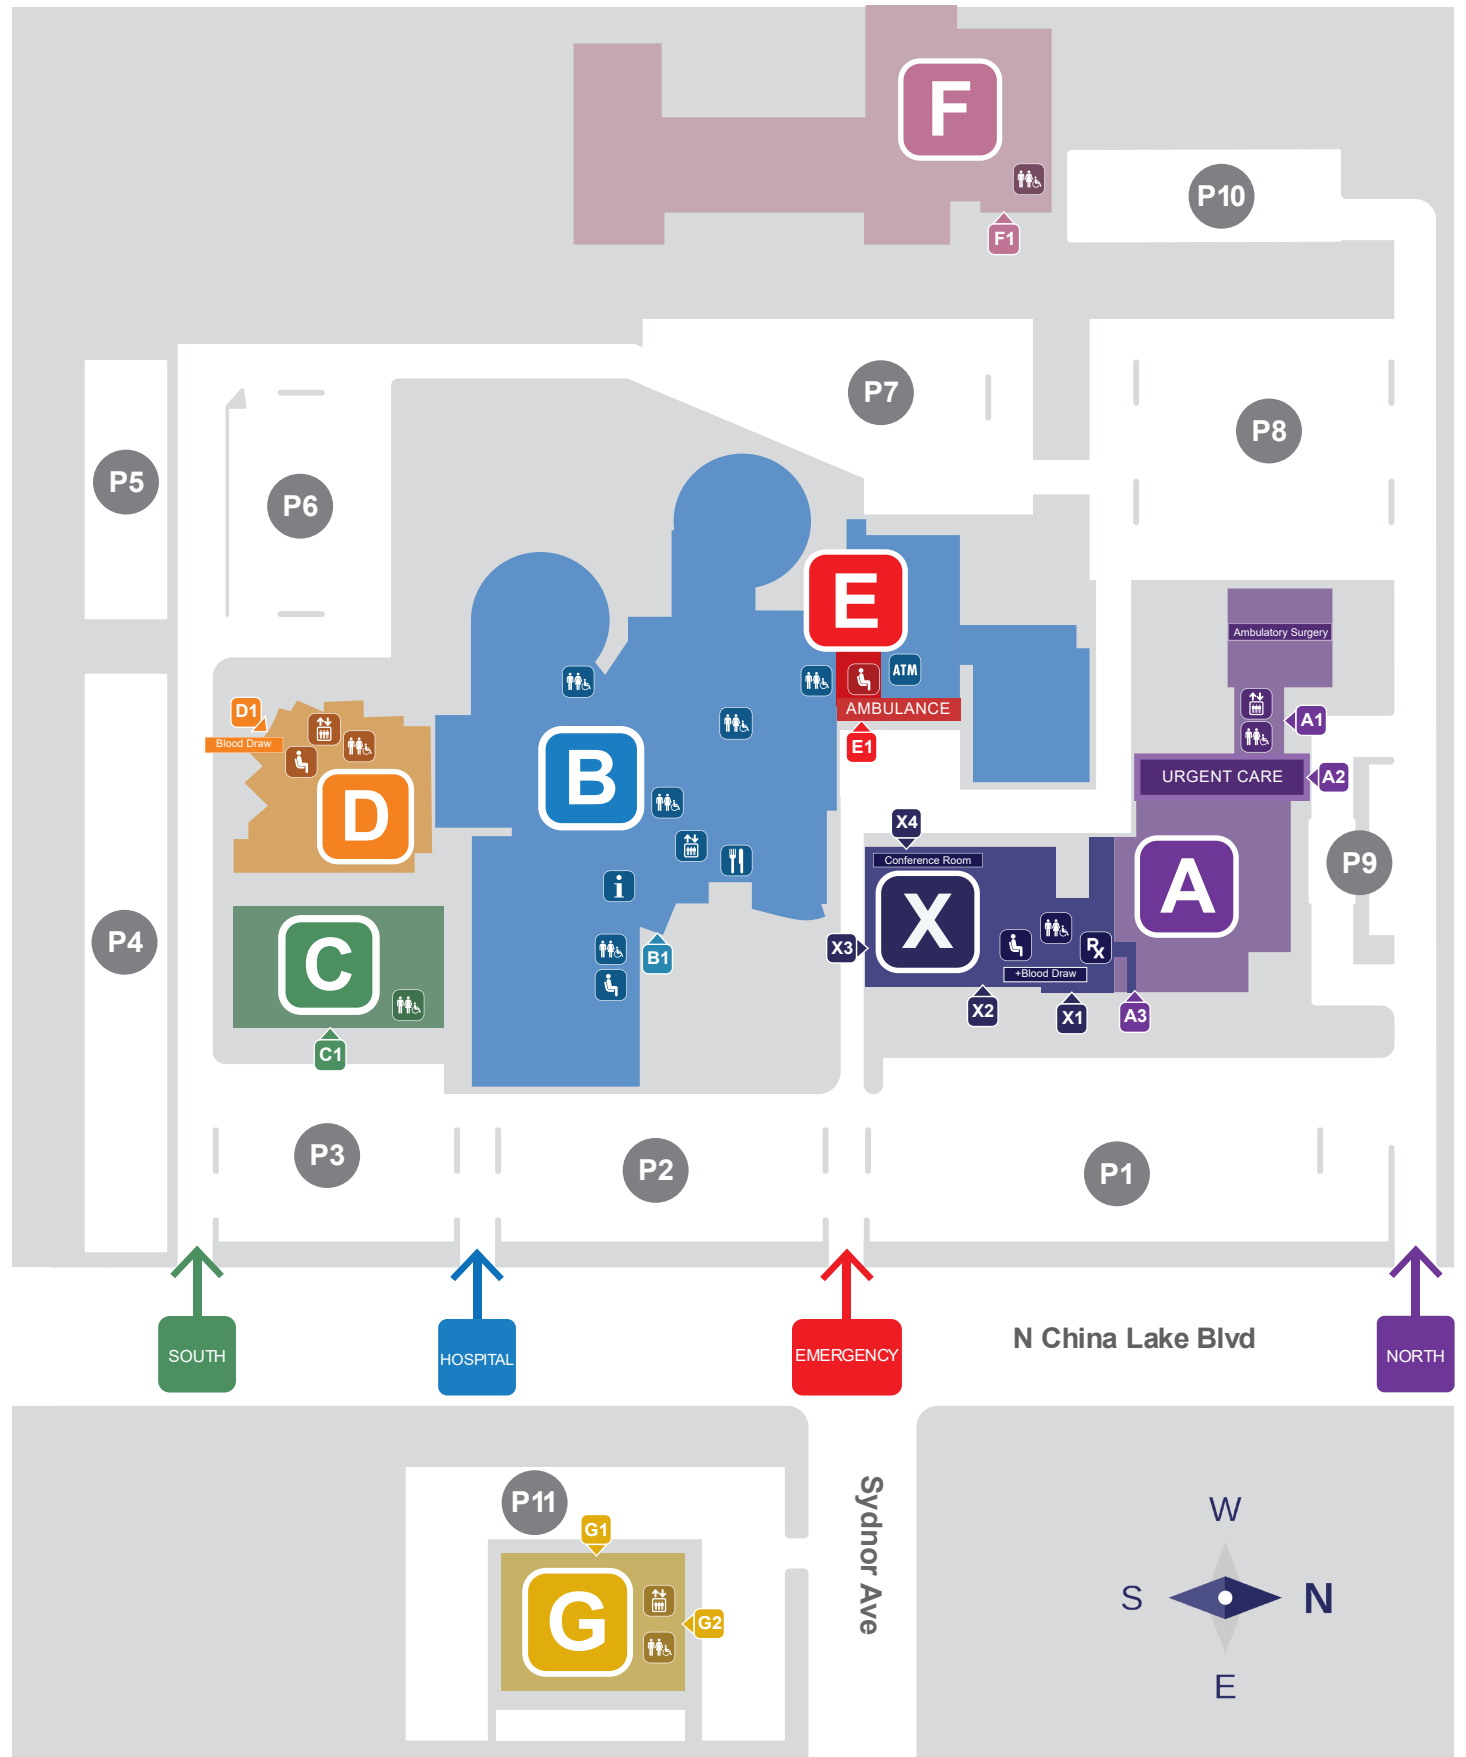 F
P10
F1
P7
P8
P5
P6
E
Ambulatory Surgery
ATM
D1
AMBULANCE
A1
Blood Draw
E1
B
URGENT CARE
A2
D
X4
Conference Room
P9
A
X
i
P4
C
X3
Rx
B1
+Blood Draw
X2
X1
A3
C1
P3
P2
P1
SOUTH
HOSPITAL
EMERGENCY
N China Lake Blvd
NORTH
P11
G1
Sydnor Ave
W
G
G2
S
N
E